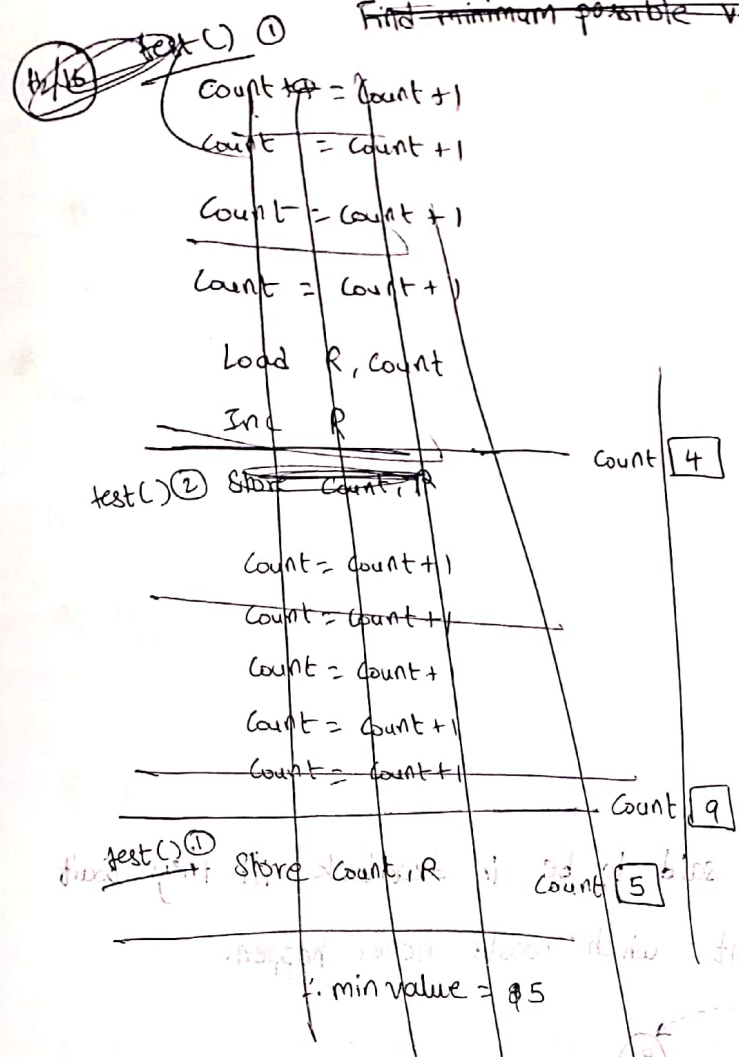 Find minimum possible v
test() ①
Count = Count + 1
Count = Count + 1
Count = Count + 1
Count = Count + 1
Load R, Count
Inc R
Count 4
test() ② Store Count, R
Count = Count + 1
Count = Count + 1
Count = Count +
Count = Count + 1
Count = Count + 1
Count 9
test() ① Store Count, R Count 5
∴ min value = 5